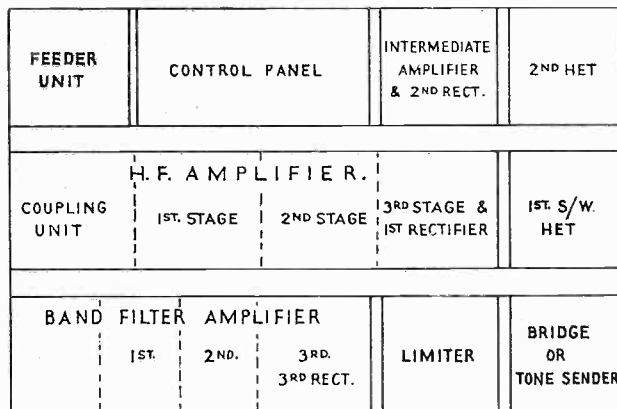 FEEDER
UNIT
CONTROL PANEL
INTERMEDIATE
AMPLIFIER
& 2ND RECT.
2ND HET
H.F. AMPLIFIER.
COUPLING
UNIT
1ST. STAGE
2ND STAGE
3RD STAGE &
1ST RECTIFIER
1ST. S/W.
HET
BAND FILTER AMPLIFIER
1ST.
2ND.
3RD.
3RD RECT.
LIMITER
BRIDGE
OR
TONE SENDER